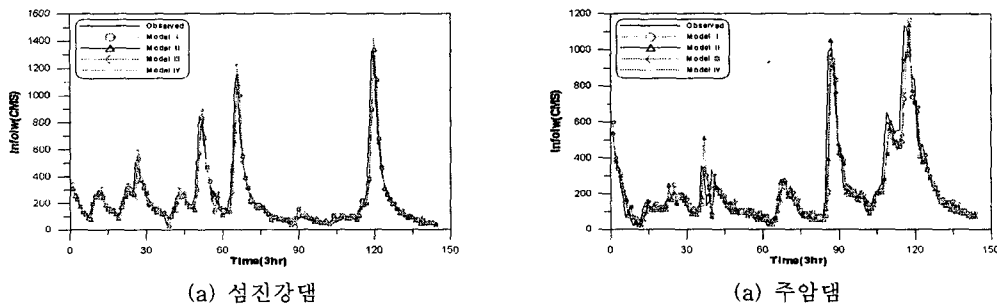 1600
1400
1200
1000
800
600
400
200
0
Infolw(CMS)
Observed
Model I
Model II
Model III
Model IV
0 30 60 90 120 150
Time(3hr)
(a) 섬진강댐
1200
1000
800
600
400
200
0
Infolw(CMS)
Observed
Model I
Model II
Model III
Model IV
0 30 60 90 120 150
Time(3hr)
(a) 주암댐